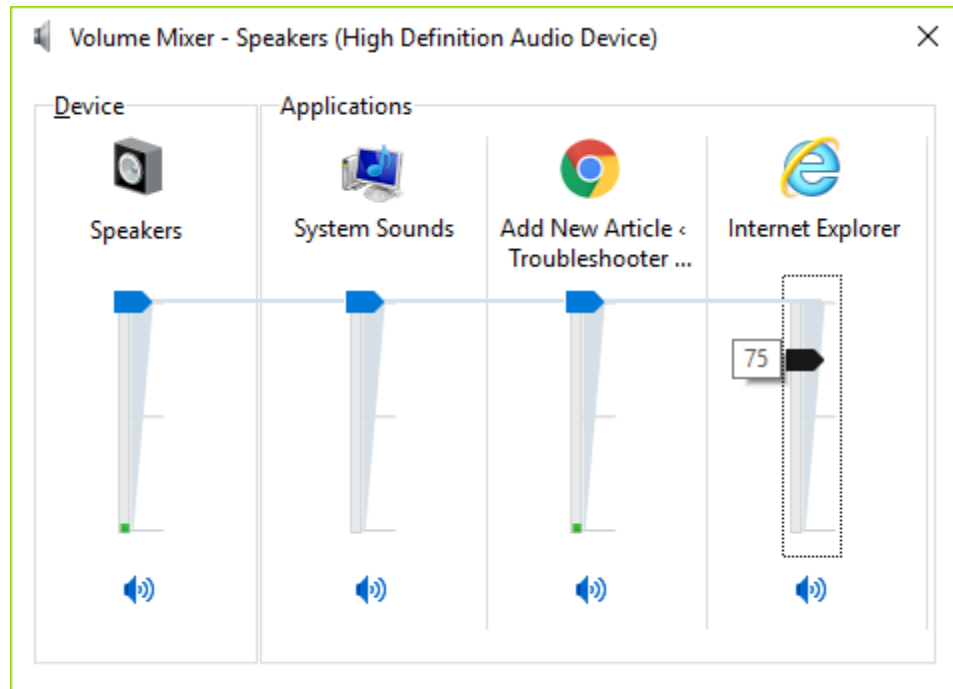 Volume Mixer - Speakers (High Definition Audio Device)
Device
Applications
Speakers
System Sounds
Add New Article ‹
Troubleshooter ...
Internet Explorer
75